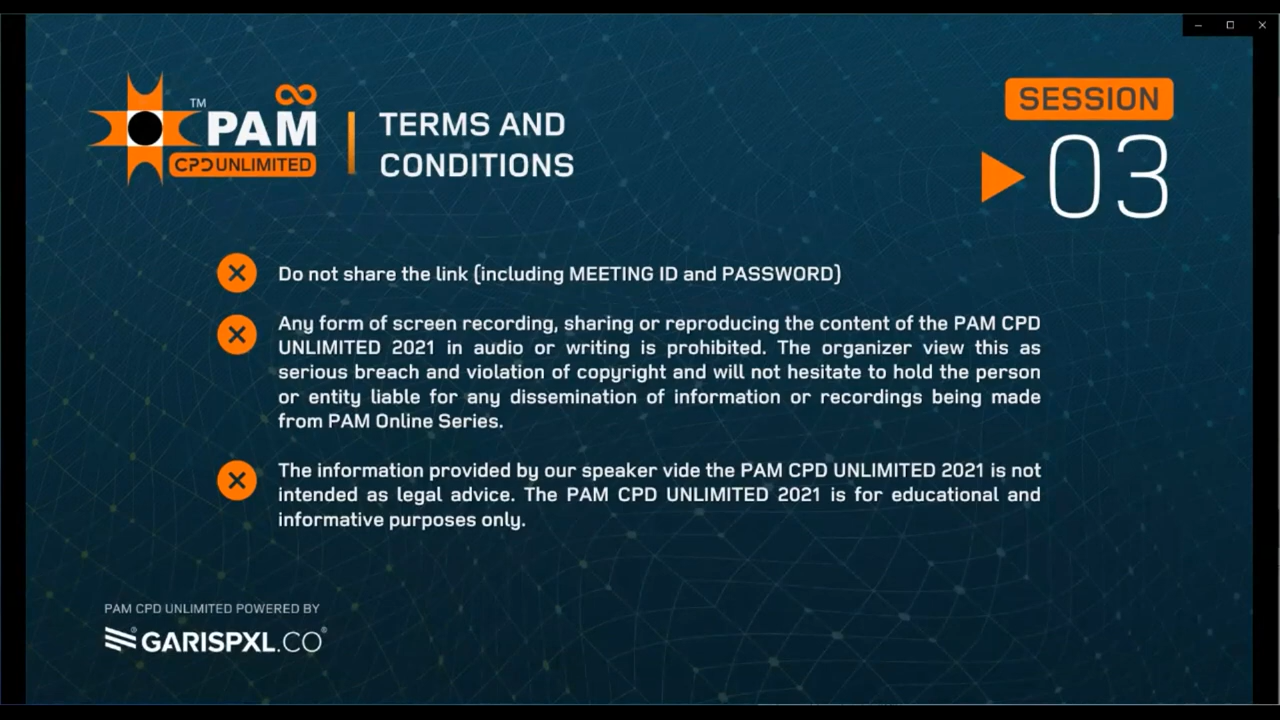 ™
PAM
CPD UNLIMITED
TERMS AND
CONDITIONS
SESSION
03
Do not share the link (including MEETING ID and PASSWORD)
Any form of screen recording, sharing or reproducing the content of the PAM CPD
UNLIMITED 2021 in audio or writing is prohibited. The organizer view this as
serious breach and violation of copyright and will not hesitate to hold the person
or entity liable for any dissemination of information or recordings being made
from PAM Online Series.
The information provided by our speaker vide the PAM CPD UNLIMITED 2021 is not
intended as legal advice. The PAM CPD UNLIMITED 2021 is for educational and
informative purposes only.
PAM CPD UNLIMITED POWERED BY
® GARISPXL.CO®